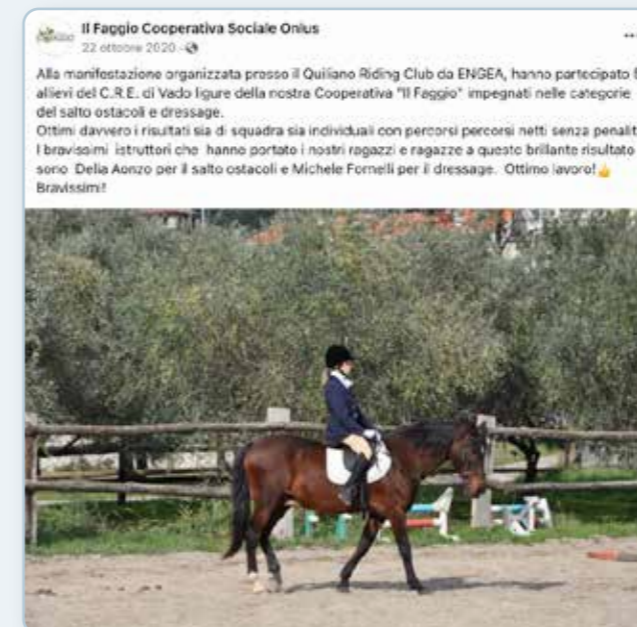 Il Faggio Cooperativa Sociale Onlus
22 ottobre 2020
Alla manifestazione organizzata presso il Quiliano Riding Club da ENGEA, hanno partecipato
allievi del C.R.E. di Vado ligure della nostra Cooperativa "Il Faggio" impegnati nelle categorie
del salto ostacoli e dressage.
Ottimi davvero i risultati sia di squadra sia individuali con percorsi percorsi netti senza penalit
I bravissimi istruttori che hanno portato i nostri ragazzi e ragazze a questo brillante risultato
sono Delia Aonzo per il salto ostacoli e Michele Fornelli per il dressage. Ottimo lavoro!👍
Bravissimi!